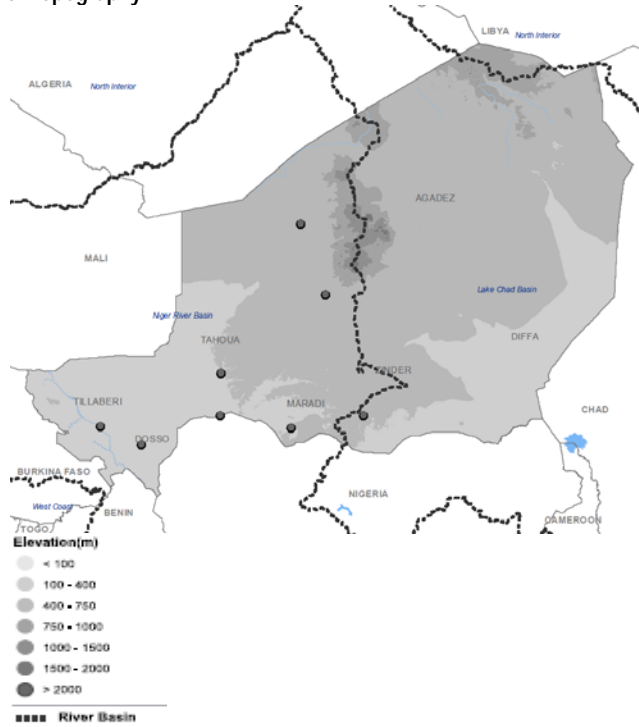 LIBYA
North Interior
ALGERIA
North Interior
AGADEZ
MALI
Lake Chad Basin
Niger River Basin
TAHOUA
DIFFA
TILLABERI
MARADI
CHAD
DOSSO
BURKINA FASO
NIGERIA
West Coast
BENIN
CAMEROON
TOGO
Elevation(m)
< 100
100 - 400
400 - 750
750 - 1000
1000 - 1500
1500 - 2000
> 2000
River Basin